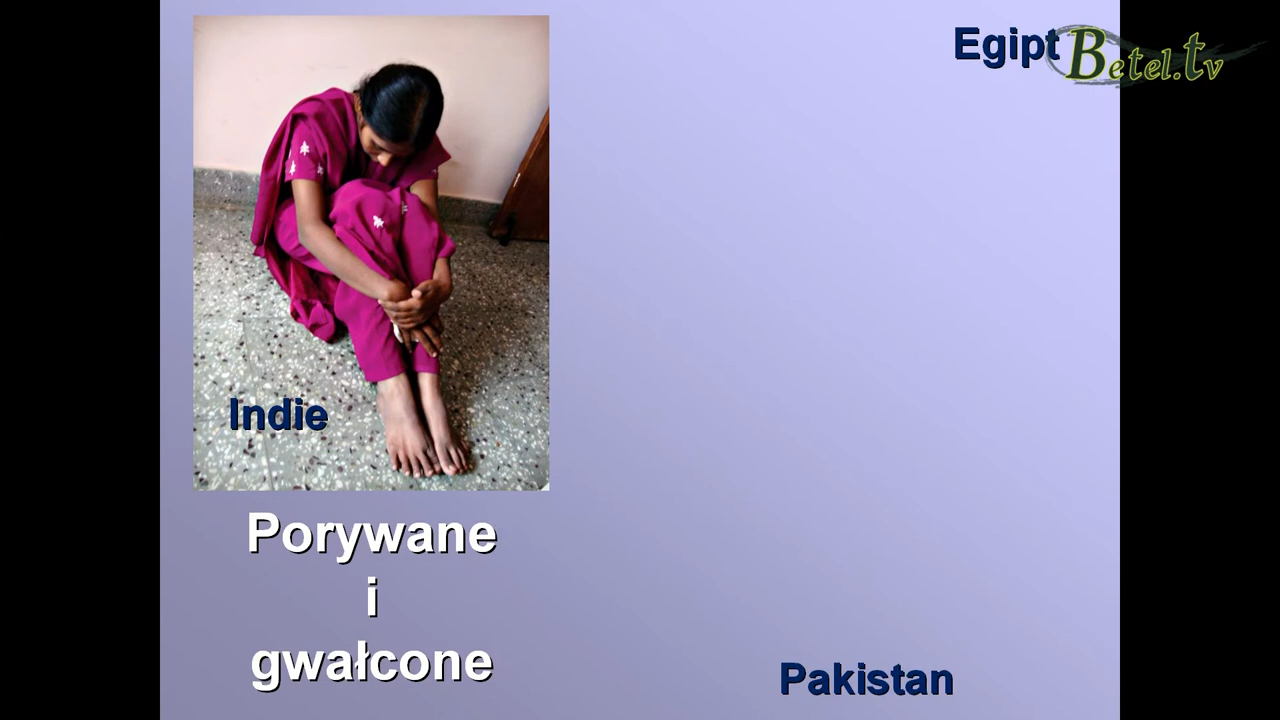 Egipt
Betel.tv
Indie
Porywane
i
gwałcone
Pakistan